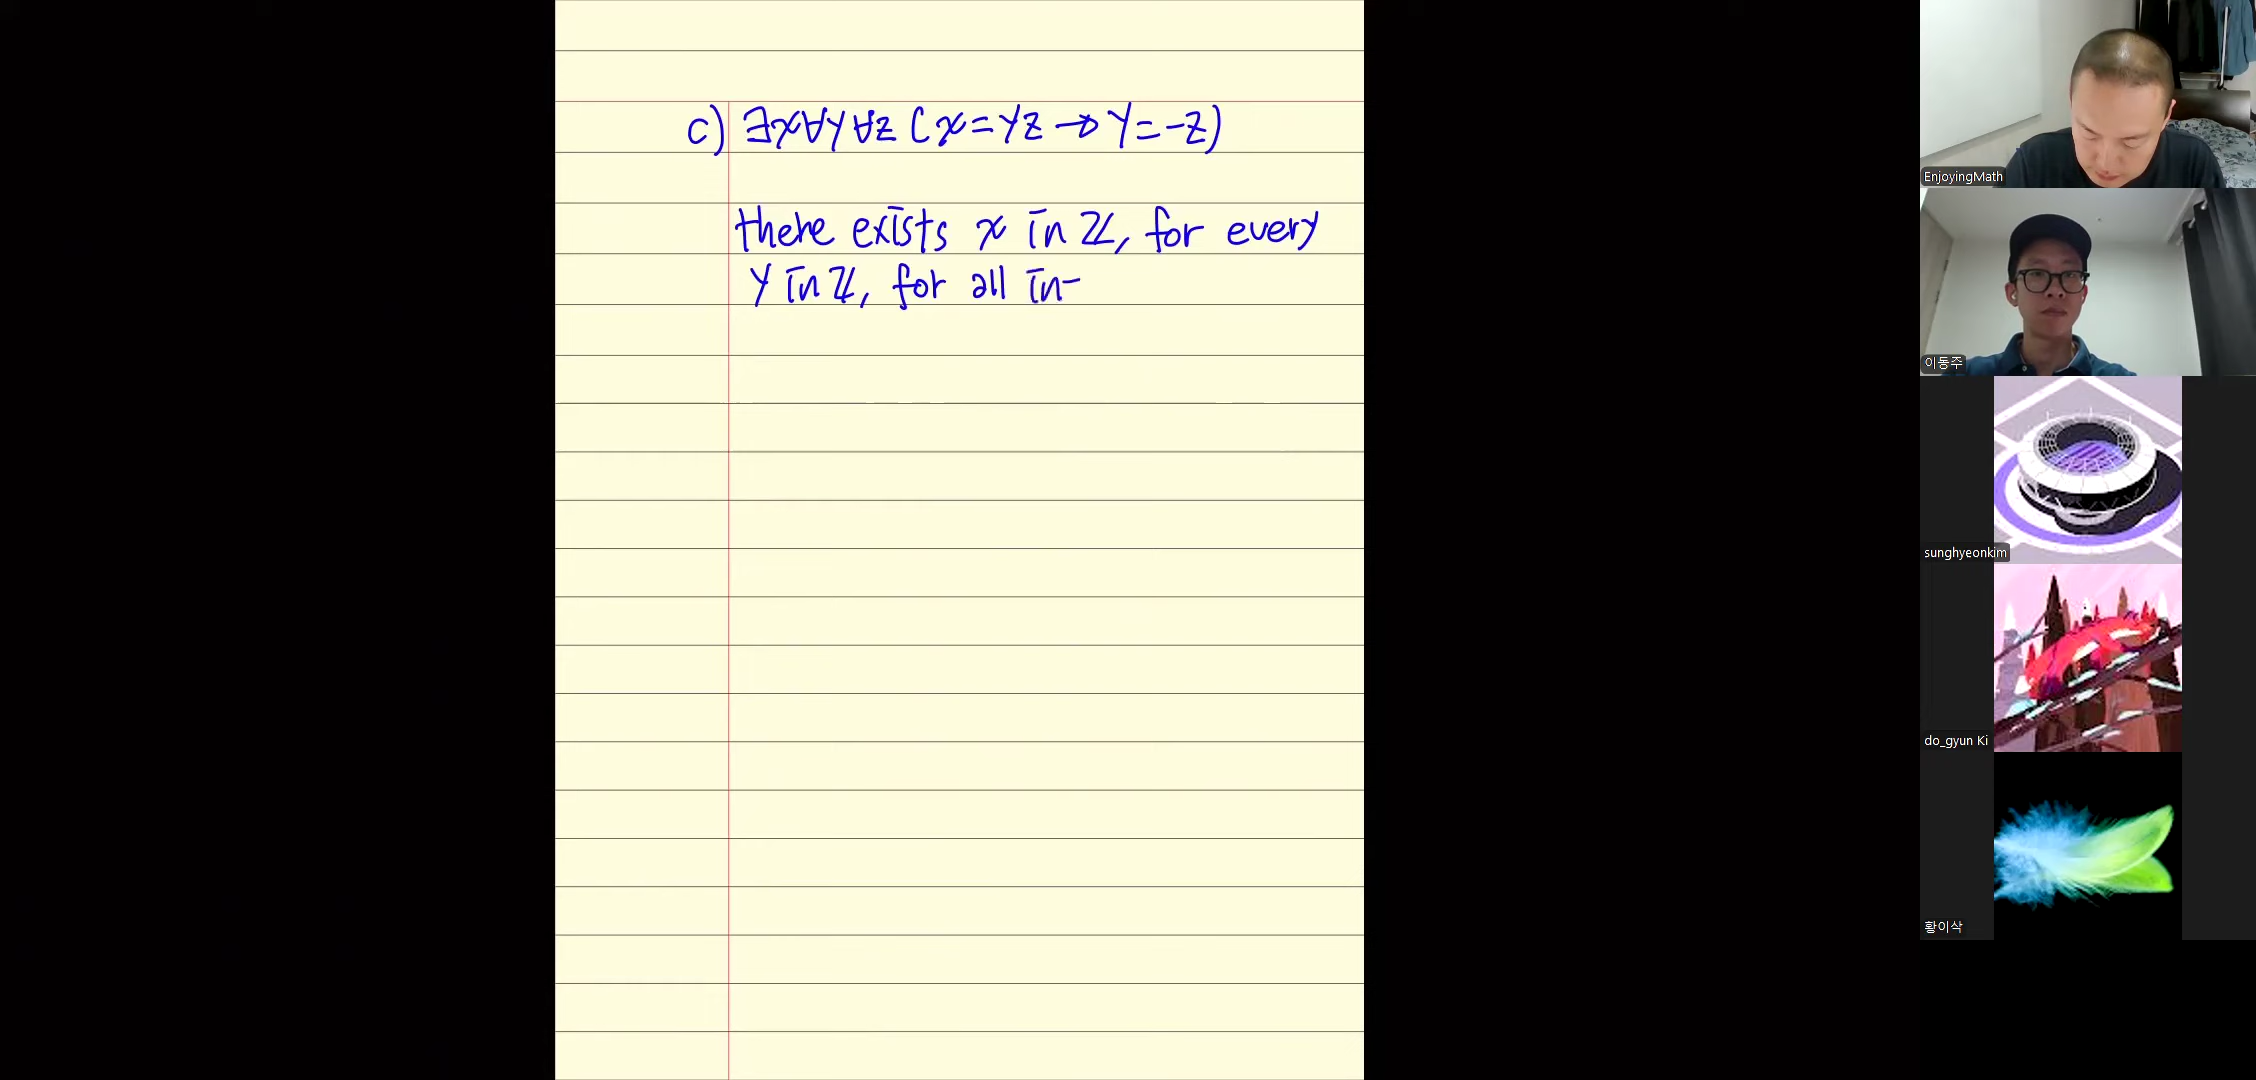 c) ∃x∀y∀z (x=yz → y=-z)
there exists x in ℤ, for every
y in ℤ, for all in-
EnjoyingMath
이동주
sunghyeonkim
do_gyun Ki
황이삭